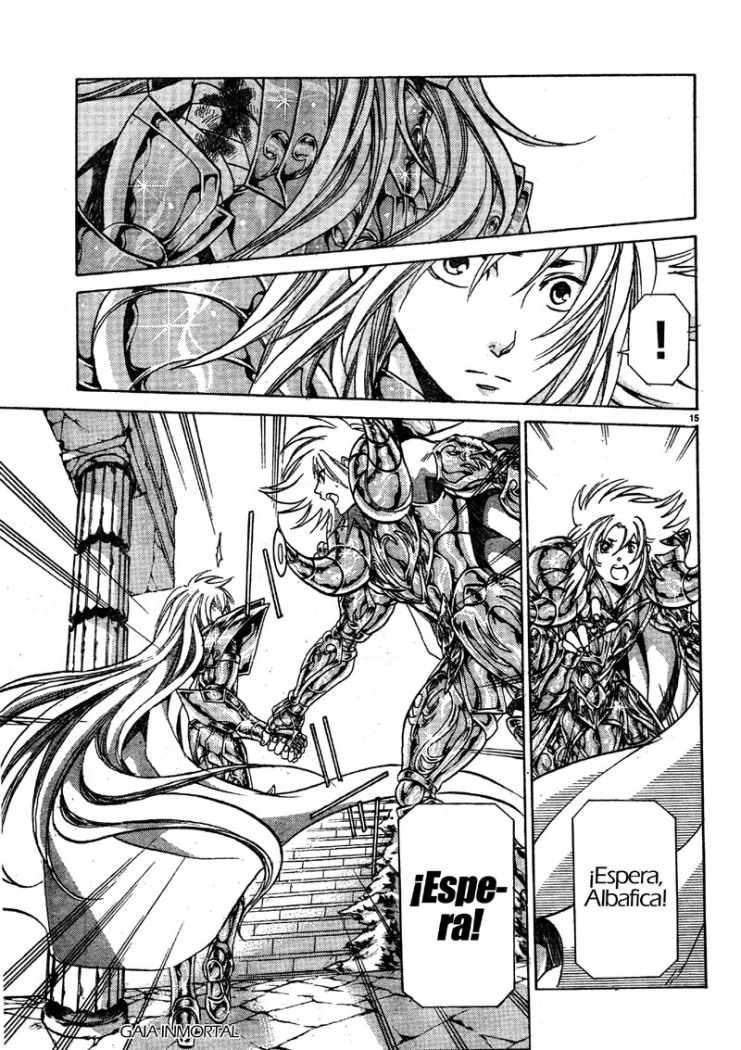 !
15
¡Espera,
Albafica!
¡Espe-
ra!
GAIA INMORTAL